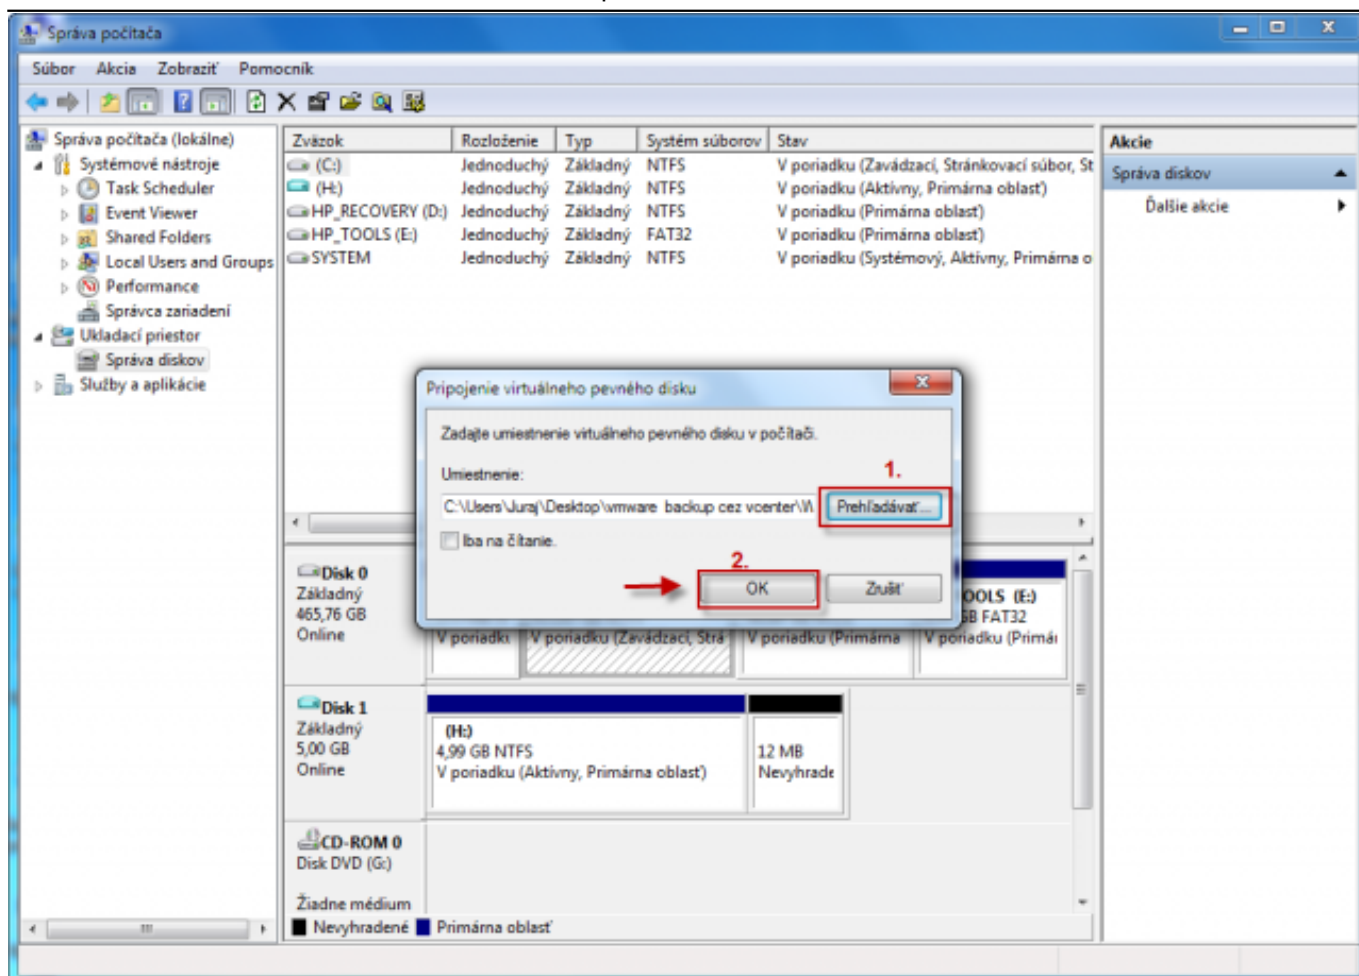 Správa počítača
Súbor Akcia Zobraziť Pomocník
Správa počítača (lokálne)
Systémové nástroje
Task Scheduler
Event Viewer
Shared Folders
Local Users and Groups
Performance
Správca zariadení
Ukladací priestor
Správa diskov
Služby a aplikácie
Zväzok Rozloženie Typ Systém súborov Stav
(C:) Jednoduchý Základný NTFS V poriadku (Zavádzací, Stránkovací súbor, St
(H:) Jednoduchý Základný NTFS V poriadku (Aktívny, Primárna oblasť)
HP_RECOVERY (D:) Jednoduchý Základný NTFS V poriadku (Primárna oblasť)
HP_TOOLS (E:) Jednoduchý Základný FAT32 V poriadku (Primárna oblasť)
SYSTEM Jednoduchý Základný NTFS V poriadku (Systémový, Aktívny, Primárna o
Akcie
Správa diskov
Ďalšie akcie
Pripojenie virtuálneho pevného disku
Zadajte umiestnenie virtuálneho pevného disku v počítači.
Umiestnenie:
1.
C:\Users\Juraj\Desktop\vmware backup cez vcenter\W Prehľadávať...
Iba na čítanie.
2.
OK Zrušiť
Disk 0
Základný
465,76 GB
Online
OOLS (E:)
GB FAT32
V poriadku V poriadku (Zavádzací, Strá V poriadku (Primárna V poriadku (Primár
Disk 1
Základný
5,00 GB
Online
(H:)
4,99 GB NTFS
V poriadku (Aktívny, Primárna oblasť)
12 MB
Nevyhrade
CD-ROM 0
Disk DVD (G:)
Žiadne médium
Nevyhradené Primárna oblasť